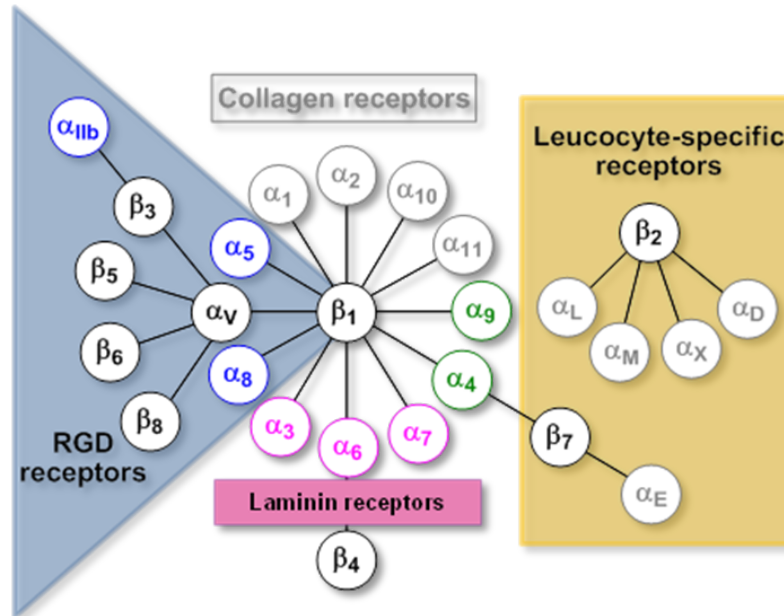 Collagen receptors
Leucocyte-specific
receptors
αIIb
β3
α1
α2
α10
α11
β2
α5
β5
αV
β1
α9
αL
αM
αX
αD
β6
α8
α4
β8
α3
α6
α7
β7
RGD
receptors
αE
Laminin receptors
β4